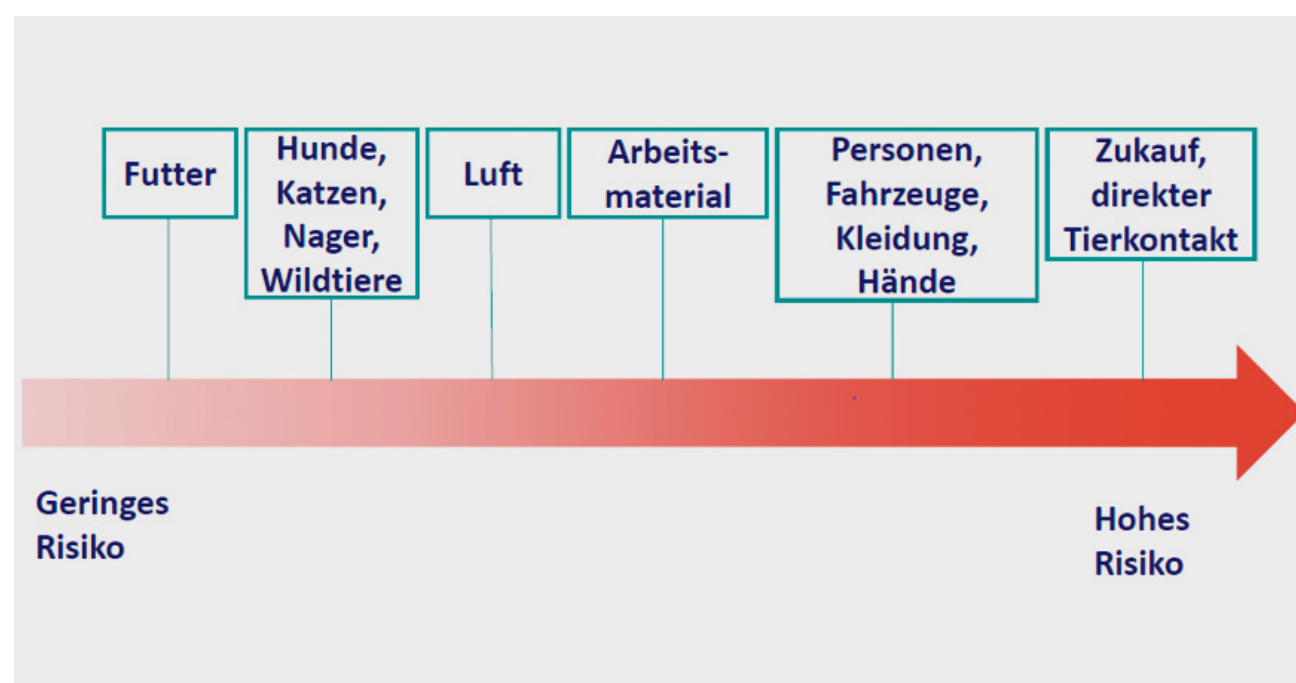 Futter
Hunde,
Katzen,
Nager,
Wildtiere
Luft
Arbeits-
material
Personen,
Fahrzeuge,
Kleidung,
Hände
Zukauf,
direkter
Tierkontakt
Geringes
Risiko
Hohes
Risiko